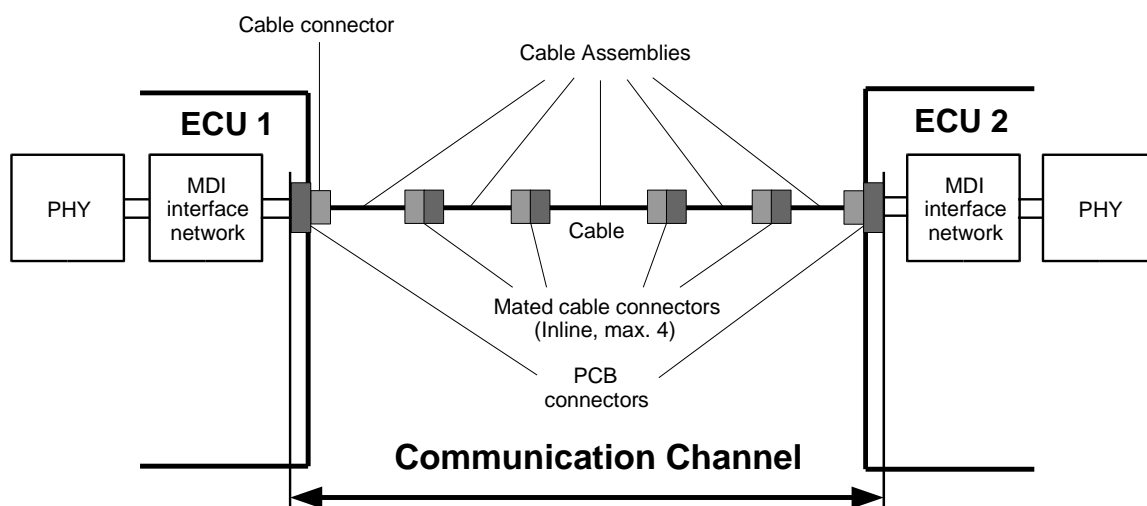 Cable connector
Cable Assemblies
ECU 1
ECU 2
PHY
MDI
interface
network
Cable
MDI
interface
network
PHY
Mated cable connectors
(Inline, max. 4)
PCB
connectors
Communication Channel